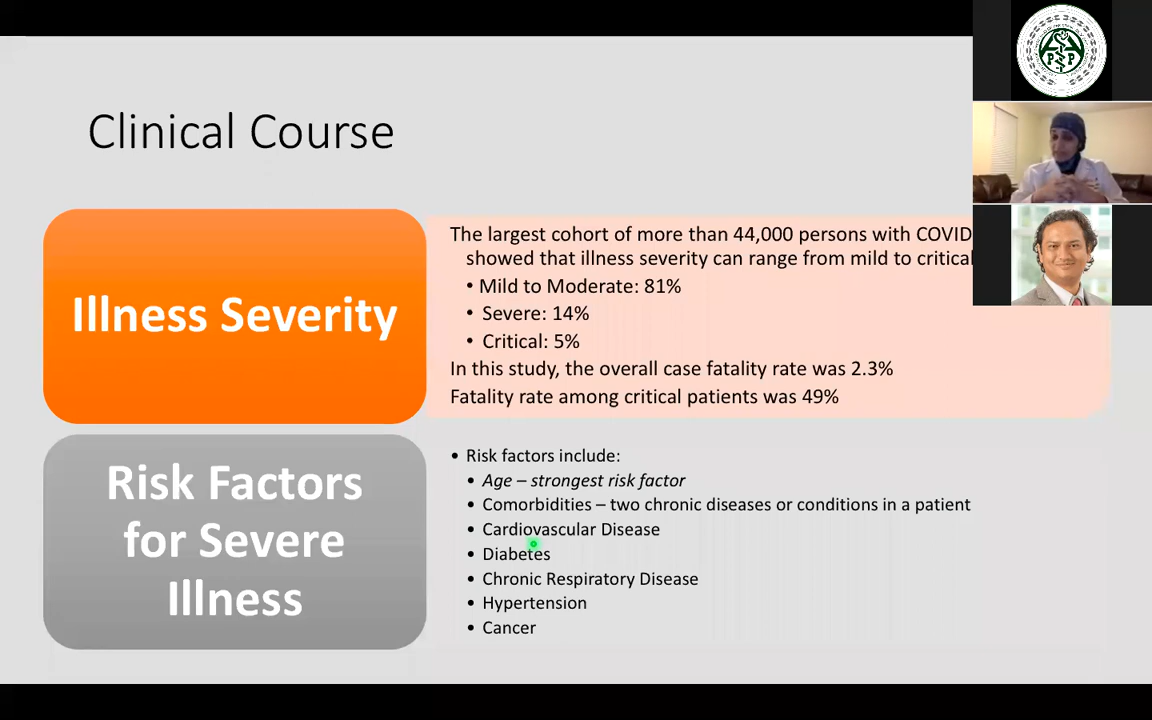 Clinical Course
Illness Severity
The largest cohort of more than 44,000 persons with COVID
showed that illness severity can range from mild to critical
• Mild to Moderate: 81%
• Severe: 14%
• Critical: 5%
In this study, the overall case fatality rate was 2.3%
Fatality rate among critical patients was 49%
Risk Factors
for Severe
Illness
• Risk factors include:
• Age – strongest risk factor
• Comorbidities – two chronic diseases or conditions in a patient
• Cardiovascular Disease
• Diabetes
• Chronic Respiratory Disease
• Hypertension
• Cancer